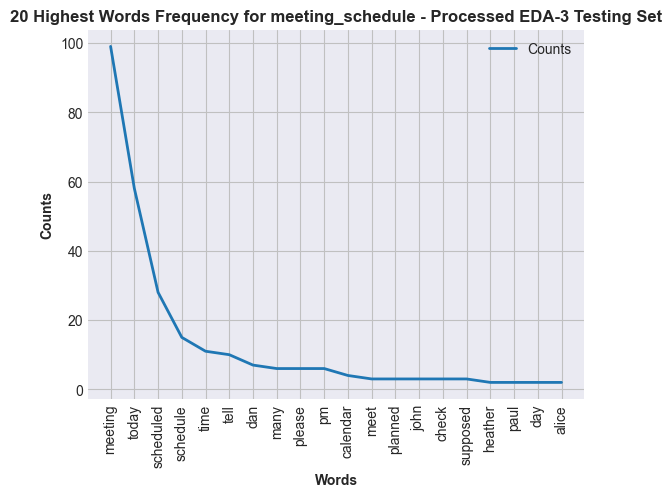 20 Highest Words Frequency for meeting_schedule - Processed EDA-3 Testing Set
Counts
100
80
60
40
20
0
Counts
meeting
today
scheduled
schedule
time
tell
dan
many
please
pm
calendar
meet
planned
john
check
supposed
heather
paul
day
alice
Words